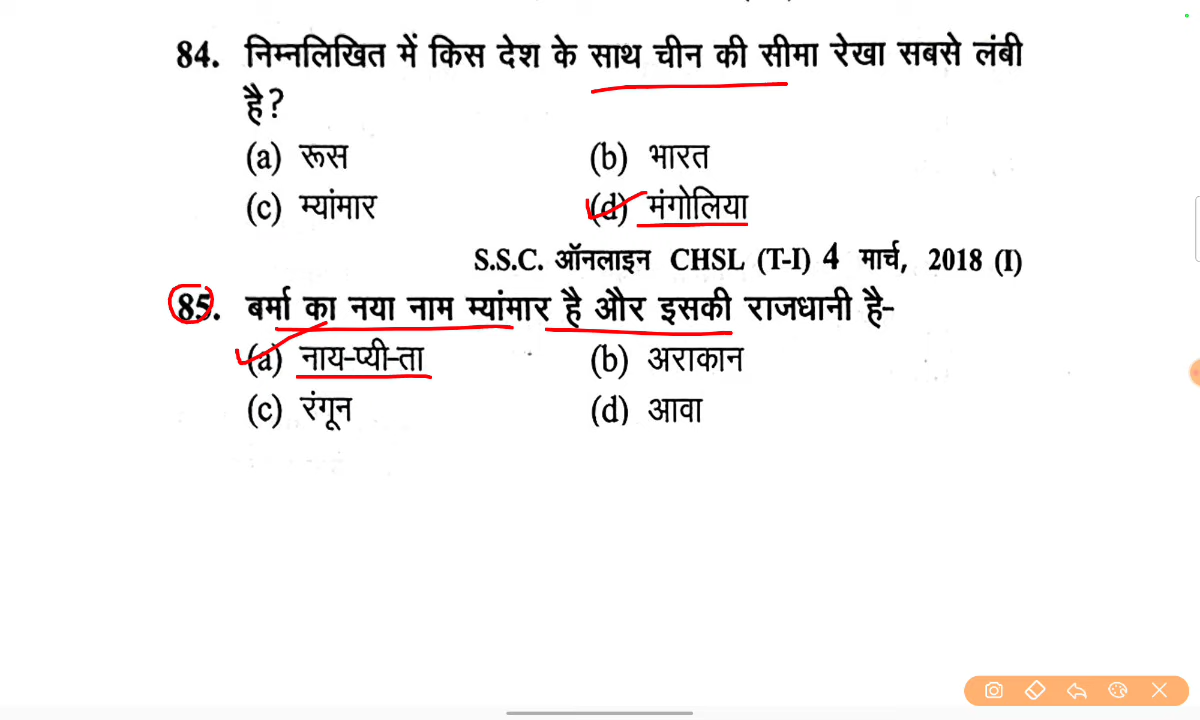 84. निम्नलिखित में किस देश के साथ चीन की सीमा रेखा सबसे लंबी
है?
(a) रूस (b) भारत
(c) म्यांमार (d) मंगोलिया
S.S.C. ऑनलाइन CHSL (T-I) 4 मार्च, 2018 (I)
85. बर्मा का नया नाम म्यांमार है और इसकी राजधानी है-
(a) नाय-प्यी-ता (b) अराकान
(c) रंगून (d) आवा